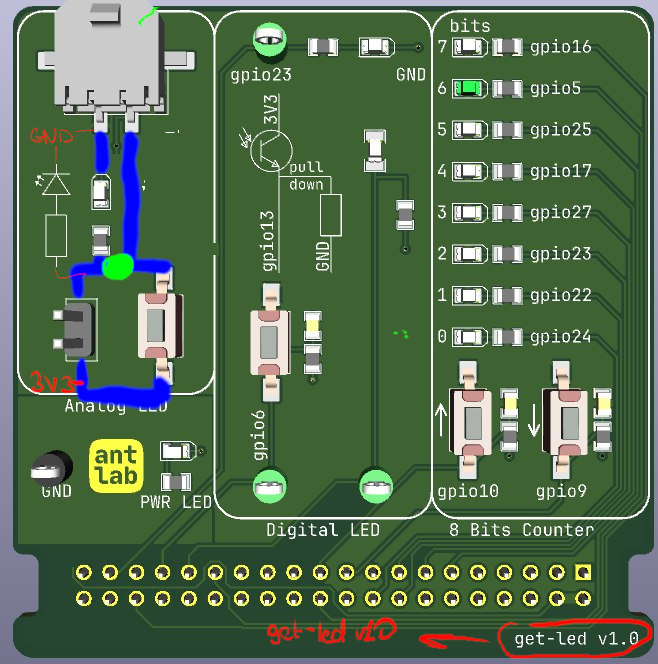 bits
7 gpio16
6 gpio5
5 gpio25
4 gpio17
3 gpio27
2 gpio23
1 gpio22
0 gpio24
gpio10 gpio9
8 Bits Counter
gpio23
GND
3V3
pull
down
gpio13
GND
gpio6
Digital LED
GND
3V3
Analog LED
ant
lab
GND
PWR LED
get-led v1.0
get-led v1.0